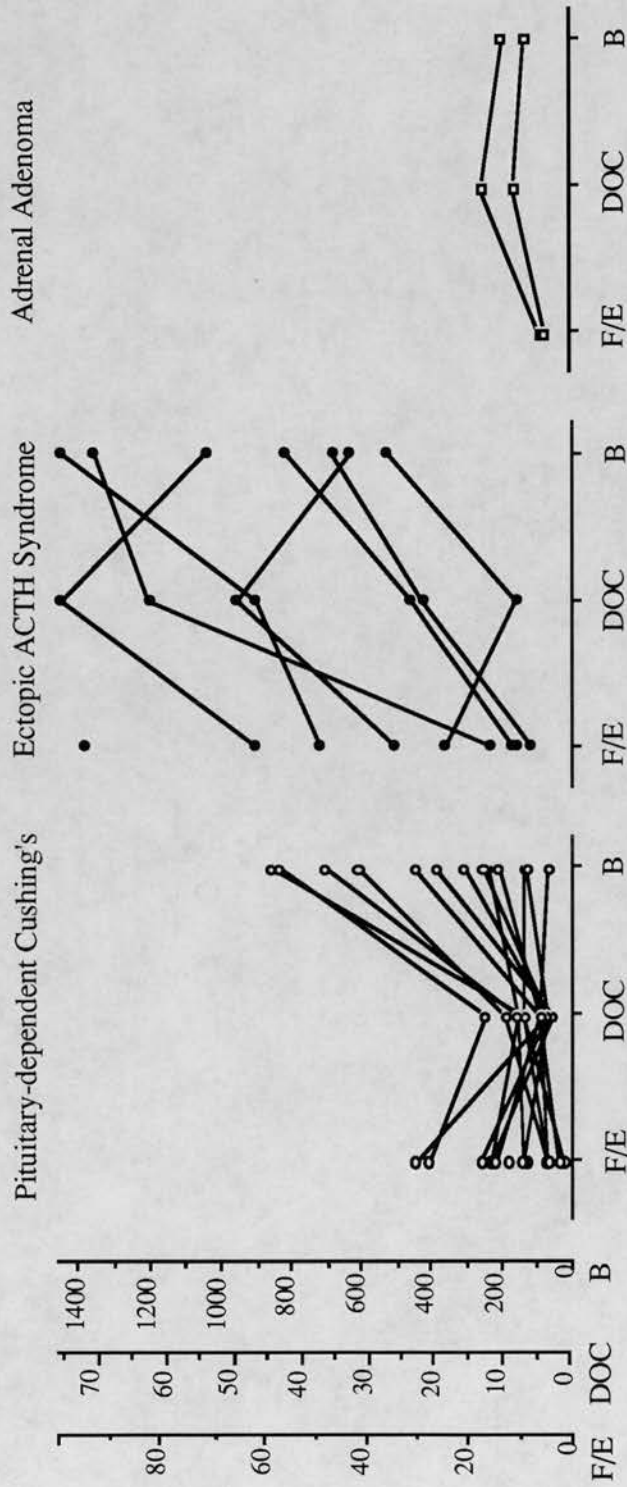 Pituitary-dependent Cushing's
Ectopic ACTH Syndrome
Adrenal Adenoma
80
60
40
20
0
F/E
70
60
50
40
30
20
10
0
DOC
1400
1200
1000
800
600
400
200
0
B
F/E DOC B
F/E DOC B
F/E DOC B